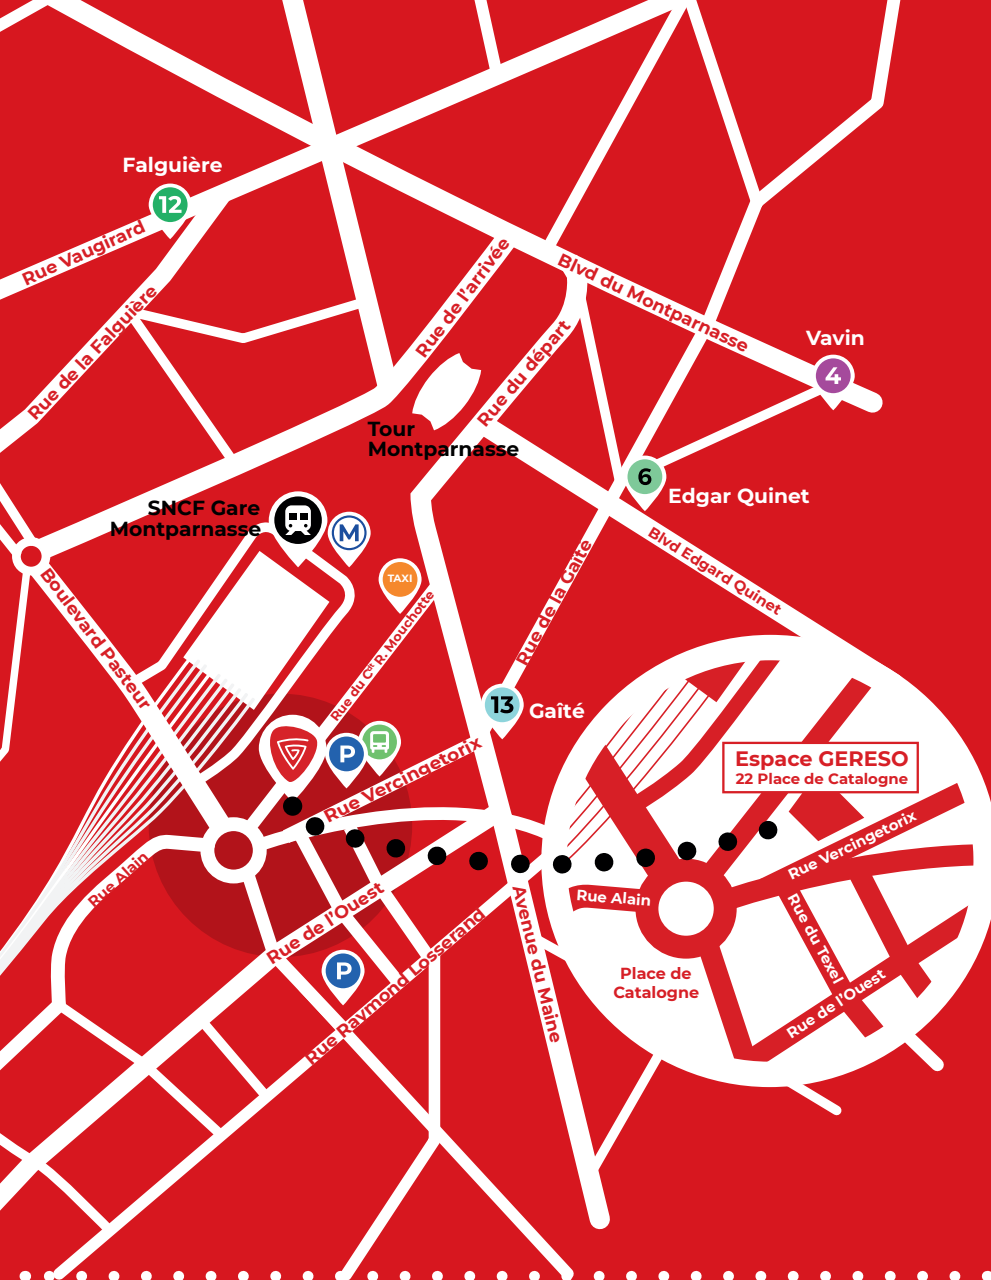 Falguière
12
Rue Vaugirard
Rue de la Falguière
Rue de l'arrivée
Blvd du Montparnasse
Rue du départ
Vavin
4
Tour
Montparnasse
6
Edgar Quinet
SNCF Gare
Montparnasse
M
TAXI
Blvd Edgard Quinet
Rue de la Gaîte
Boulevard Pasteur
Rue du Cdt R. Mouchotte
13
Gaîté
P
Rue Vercingetorix
Espace GERESO
22 Place de Catalogne
Rue Vercingetorix
Rue Alain
Rue Alain
Rue de l'Ouest
Avenue du Maine
Rue du Texel
P
Rue Raymond Losserand
Place de
Catalogne
Rue de l'Ouest